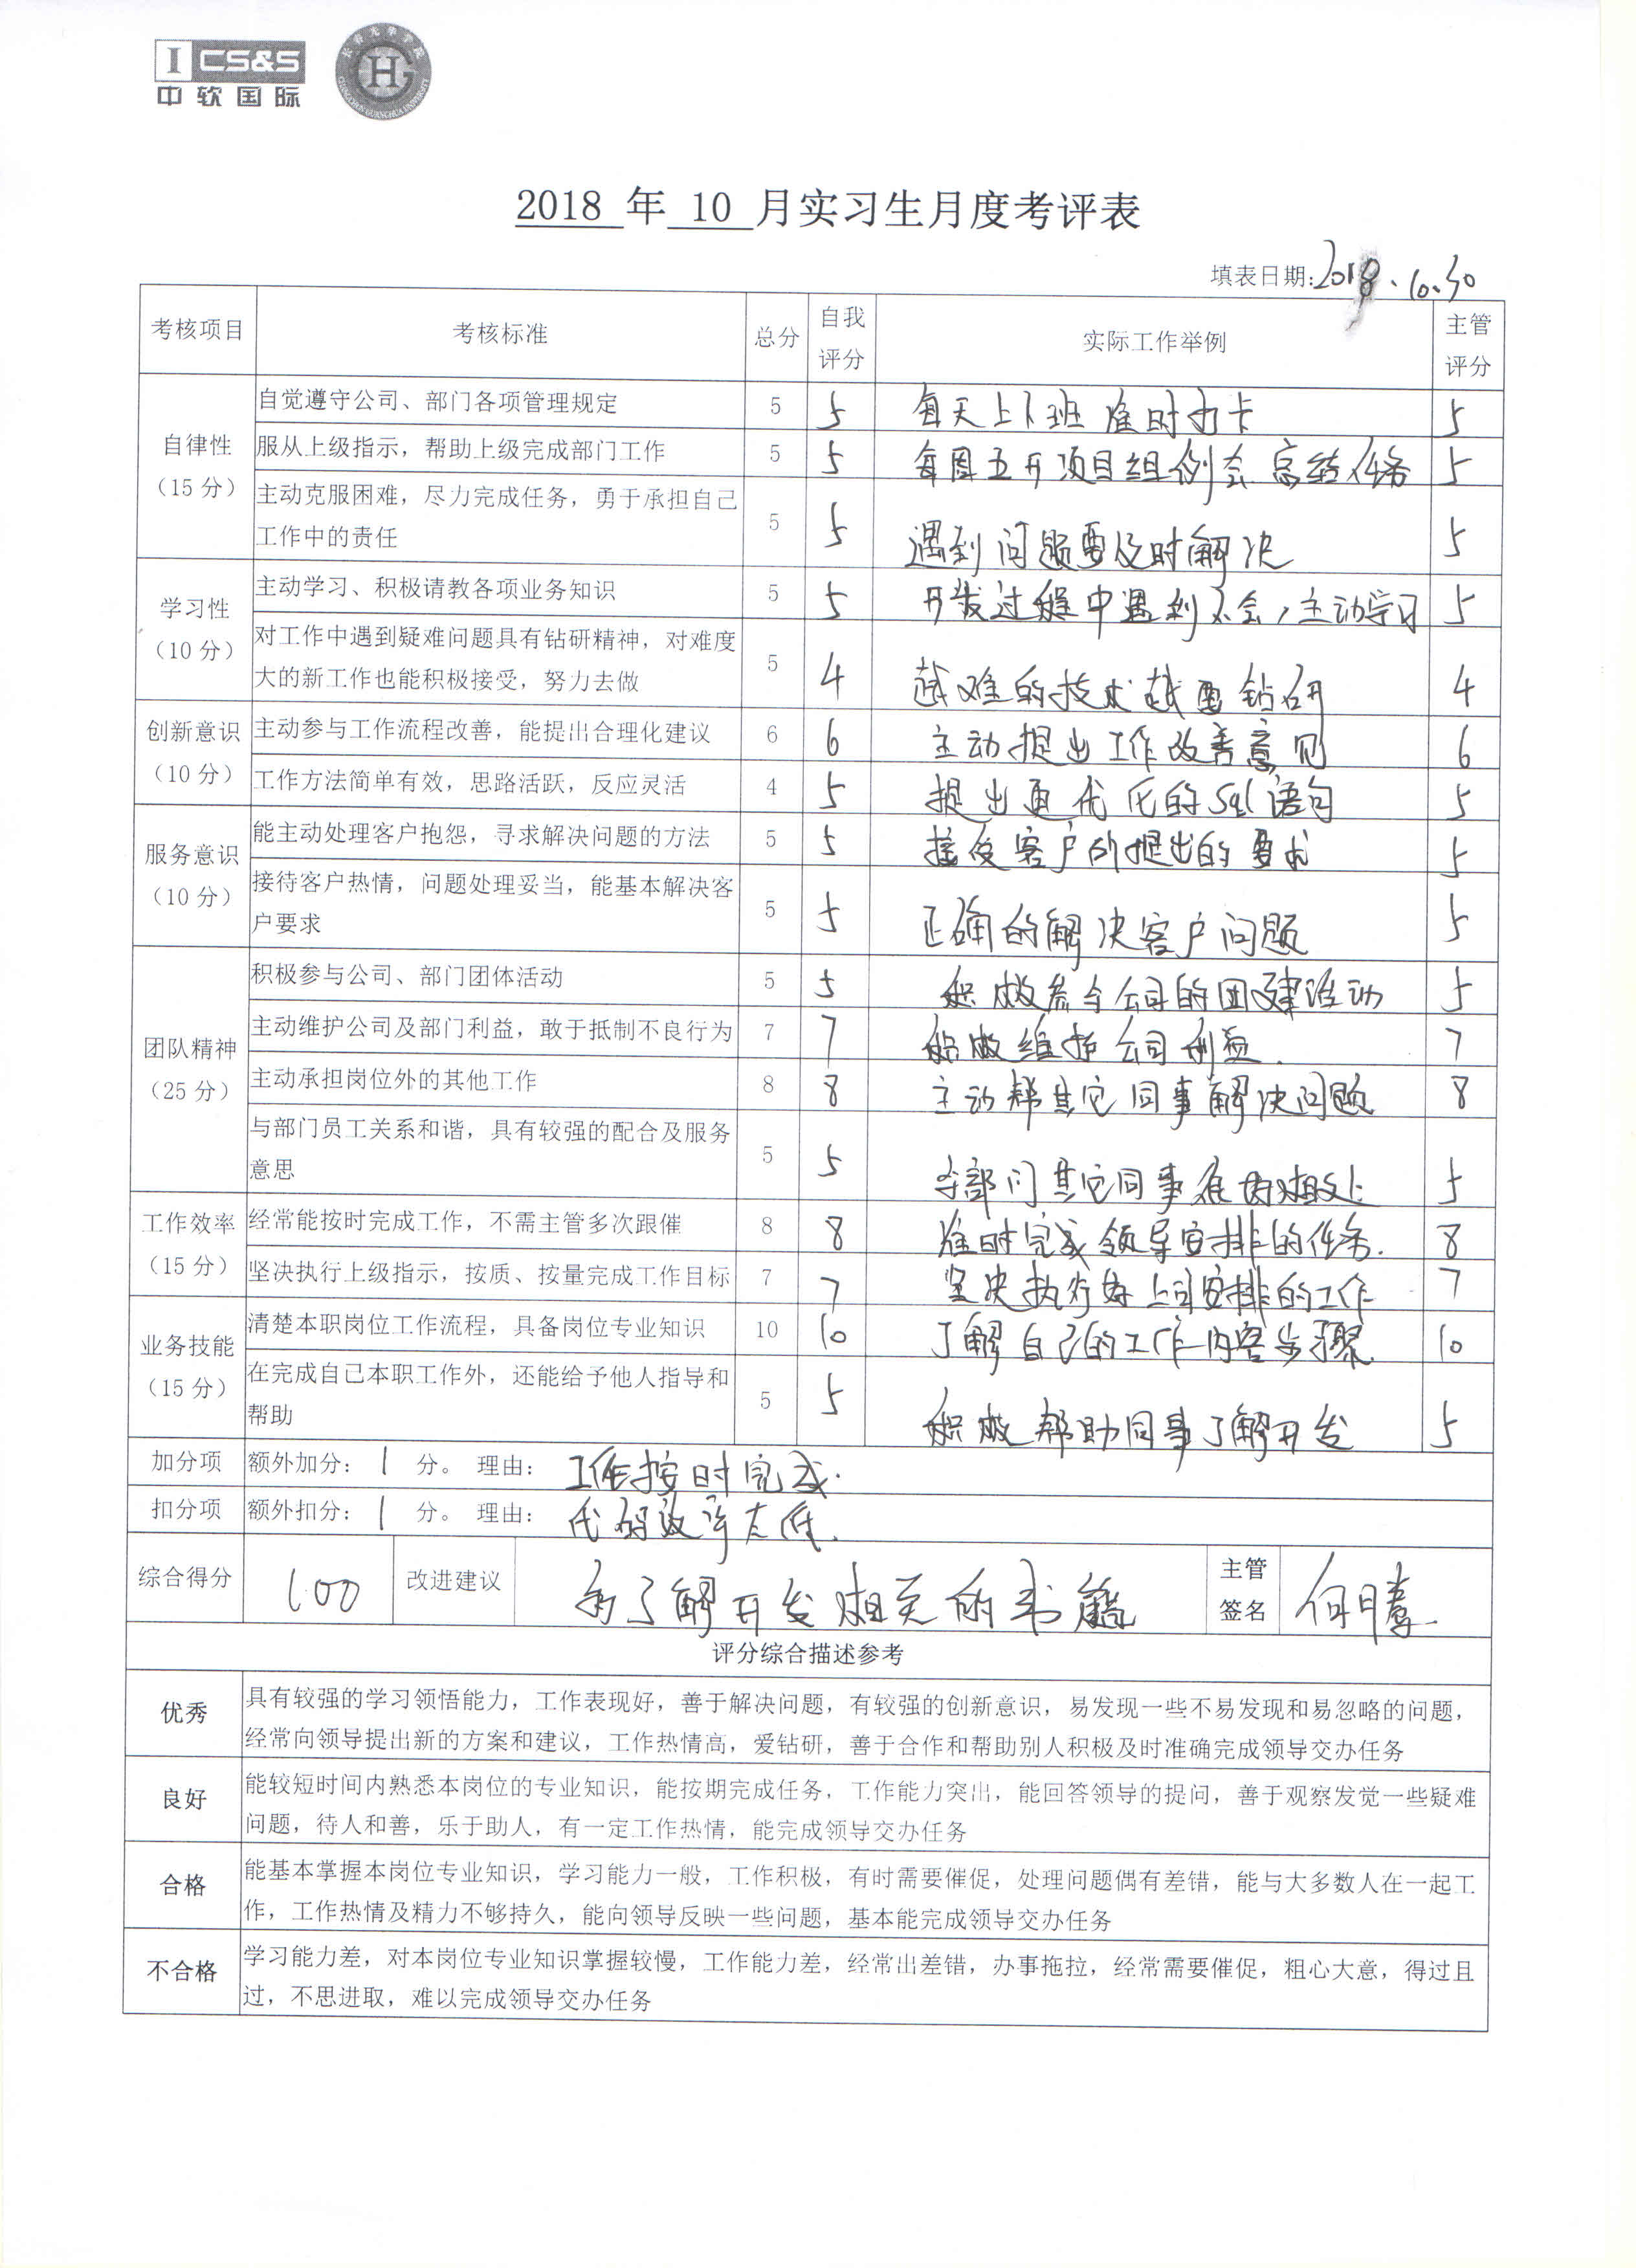 I CS&S
中软国际
长春光华学院
CHANGCHUN GUANGHUA UNIVERSITY
2018 年 10 月实习生月度考评表
填表日期: 2018.10.30
考核项目 考核标准 总分 自我评分 实际工作举例 主管评分
自律性（15 分）
自觉遵守公司、部门各项管理规定 5 5 每天上下班准时打卡 5
服从上级指示，帮助上级完成部门工作 5 5 每周五开项目组例会总结任务 5
主动克服困难，尽力完成任务，勇于承担自己
工作中的责任 5 5 遇到问题要及时解决 5
学习性（10 分）
主动学习、积极请教各项业务知识 5 5 开发过程中遇到不会，主动学习 5
对工作中遇到疑难问题具有钻研精神，对难度
大的新工作也能积极接受，努力去做 5 4 越难的技术越要钻研 4
创新意识（10 分）
主动参与工作流程改善，能提出合理化建议 6 6 主动提出工作改善意见 6
工作方法简单有效，思路活跃，反应灵活 4 5 提出更优化的Sql语句 5
服务意识（10 分）
能主动处理客户抱怨，寻求解决问题的方法 5 5 接受客户所提出的要求 5
接待客户热情，问题处理妥当，能基本解决客
户要求 5 5 正确的解决客户问题 5
团队精神（25 分）
积极参与公司、部门团体活动 5 5 积极参与公司的团建活动 5
主动维护公司及部门利益，敢于抵制不良行为 7 7 积极维护公司利益. 7
主动承担岗位外的其他工作 8 8 主动帮其它同事解决问题 8
与部门员工关系和谐，具有较强的配合及服务
意思 5 5 与部门其它同事友好相处 5
工作效率（15 分）
经常能按时完成工作，不需主管多次跟催 8 8 准时完成领导安排的任务. 8
坚决执行上级指示，按质、按量完成工作目标 7 7 坚决执行好上司安排的工作 7
业务技能（15 分）
清楚本职岗位工作流程，具备岗位专业知识 10 10 了解自己的工作内容步骤 10
在完成自己本职工作外，还能给予他人指导和
帮助 5 5 积极帮助同事了解开发 5
加分项 额外加分： 1 分。 理由： 工作按时完成.
扣分项 额外扣分： 1 分。 理由： 代码效率太低.
综合得分 100 改进建议 多了解开发相关的书籍 主管签名
评分综合描述参考
优秀 具有较强的学习领悟能力，工作表现好，善于解决问题，有较强的创新意识，易发现一些不易发现和易忽略的问题，
经常向领导提出新的方案和建议，工作热情高，爱钻研，善于合作和帮助别人积极及时准确完成领导交办任务
良好 能较短时间内熟悉本岗位的专业知识，能按期完成任务，工作能力突出，能回答领导的提问，善于观察发觉一些疑难
问题，待人和善，乐于助人，有一定工作热情，能完成领导交办任务
合格 能基本掌握本岗位专业知识，学习能力一般，工作积极，有时需要催促，处理问题偶有差错，能与大多数人在一起工
作，工作热情及精力不够持久，能向领导反映一些问题，基本能完成领导交办任务
不合格 学习能力差，对本岗位专业知识掌握较慢，工作能力差，经常出差错，办事拖拉，经常需要催促，粗心大意，得过且
过，不思进取，难以完成领导交办任务